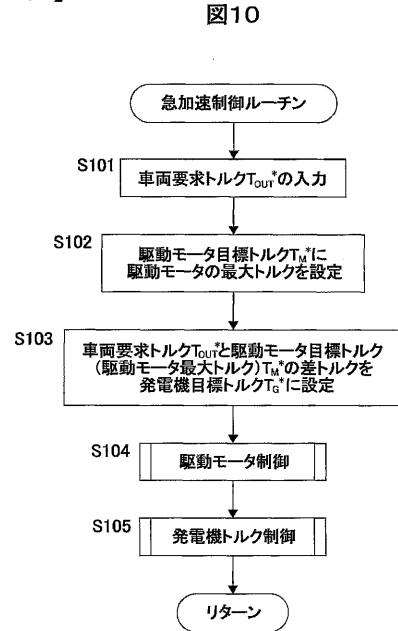 図10
急加速制御ルーチン
S101
車両要求トルクTOUT*の入力
S102
駆動モータ目標トルクTM*に
駆動モータの最大トルクを設定
S103
車両要求トルクTOUT*と駆動モータ目標トルク
(駆動モータ最大トルク)TM*の差トルクを
発電機目標トルクTG*に設定
S104
駆動モータ制御
S105
発電機トルク制御
リターン